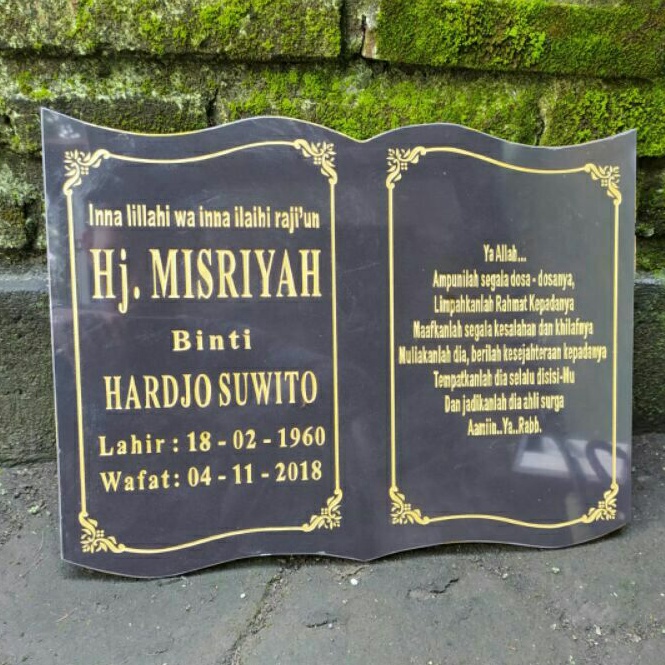 Inna lillahi wa inna ilaihi raji'un
Hj. MISRIYAH
Binti
HARDJO SUWITO
Lahir : 18 - 02 - 1960
Wafat : 04 - 11 - 2018
Ya Allah...
Ampunilah segala dosa - dosanya,
Limpahkanlah Rahmat Kepadanya
Maafkanlah segala kesalahan dan khilafnya
Muliakanlah dia, berilah kesejahteraan kepadanya
Tempatkanlah dia selalu disisi-Mu
Dan jadikanlah dia ahli surga
Aamiin..Ya..Rabb.